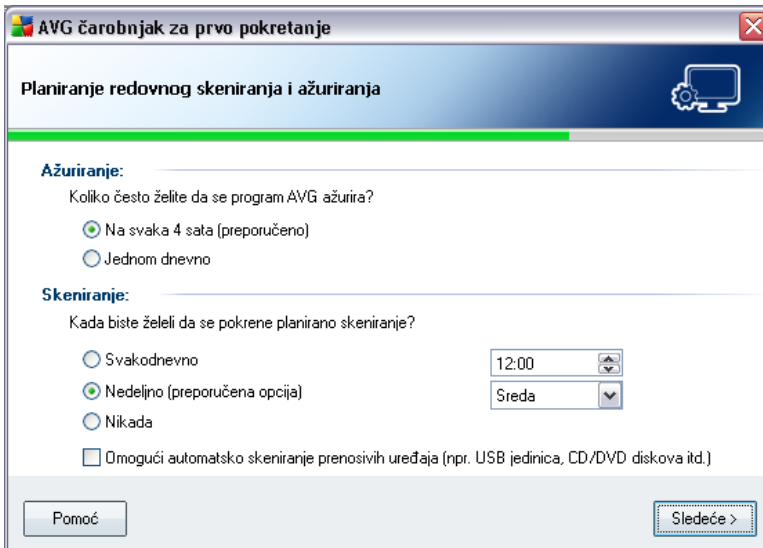 AVG čarobnjak za prvo pokretanje
Planiranje redovnog skeniranja i ažuriranja
Ažuriranje:
Koliko često želite da se program AVG ažurira?
Na svaka 4 sata (preporučeno)
Jednom dnevno
Skeniranje:
Kada biste želeli da se pokrene planirano skeniranje?
Svakodnevno
12:00
Nedeljno (preporučena opcija)
Sreda
Nikada
Omogući automatsko skeniranje prenosivih uređaja (npr. USB jedinica, CD/DVD diskova itd.)
Pomoć
Sledeće >